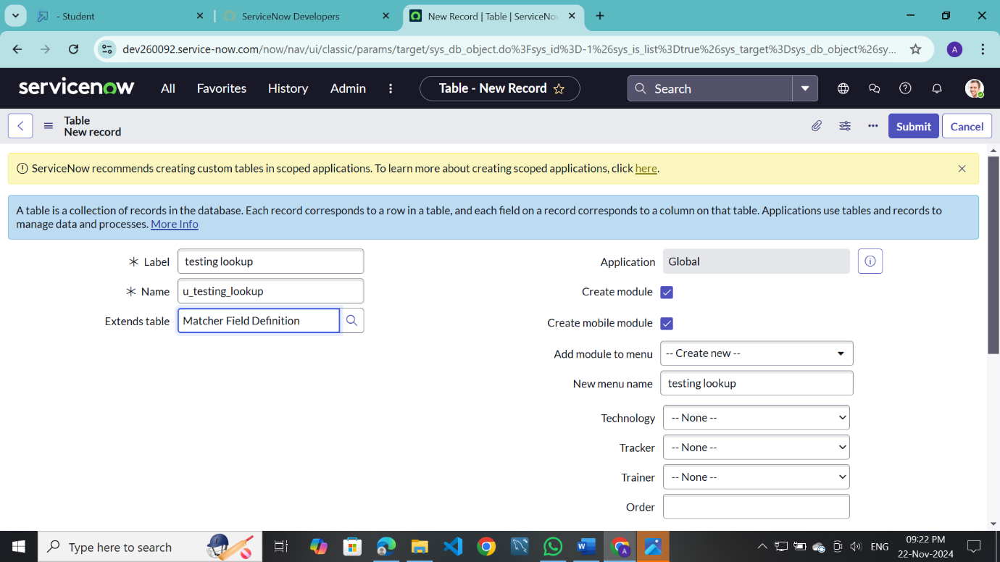 - Student
ServiceNow Developers
New Record | Table | ServiceNow
dev260092.service-now.com/now/nav/ui/classic/params/target/sys_db_object.do%3Fsys_id%3D-1%26sys_is_list%3Dtrue%26sys_target%3Dsys_db_object%26sy...
A
servicenow
All
Favorites
History
Admin
Table - New Record
Search
Table
New record
Submit
Cancel
ServiceNow recommends creating custom tables in scoped applications. To learn more about creating scoped applications, click here.
A table is a collection of records in the database. Each record corresponds to a row in a table, and each field on a record corresponds to a column on that table. Applications use tables and records to
manage data and processes. More Info
Label testing lookup
Name u_testing_lookup
Extends table Matcher Field Definition
Application Global
Create module
Create mobile module
Add module to menu -- Create new --
New menu name testing lookup
Technology -- None --
Tracker -- None --
Trainer -- None --
Order
Type here to search
ENG
09:22 PM
22-Nov-2024